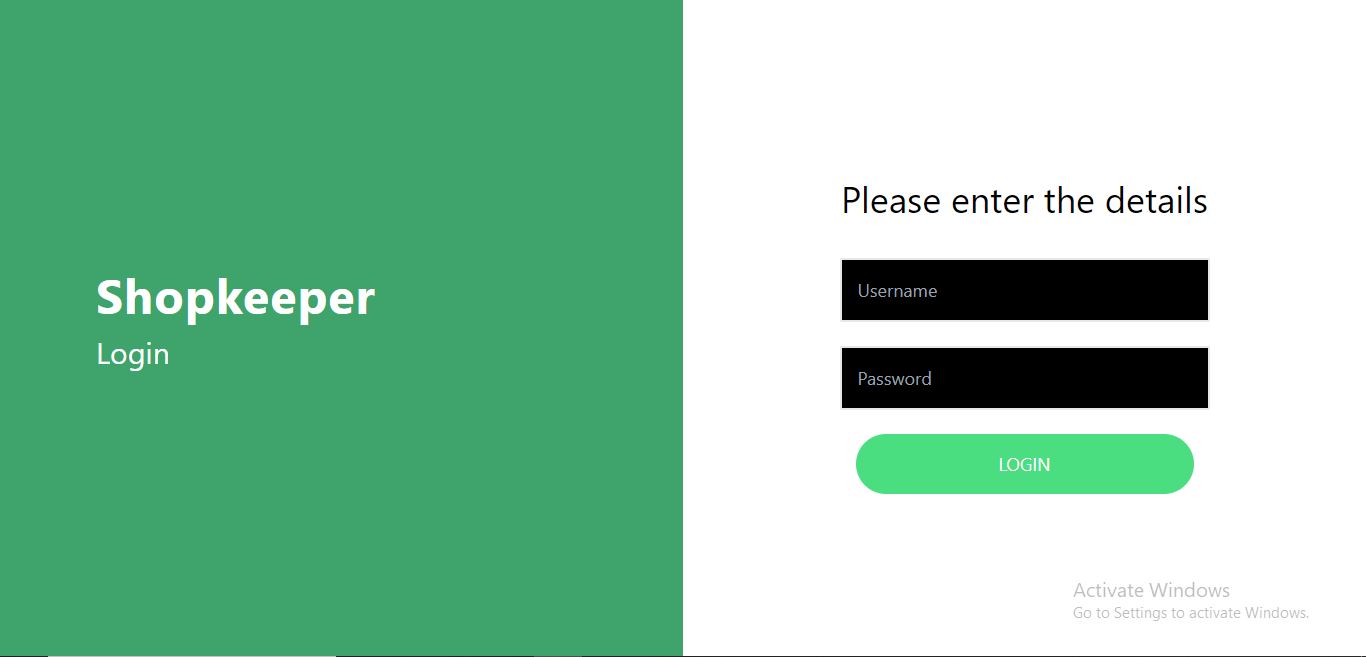 Shopkeeper
Login
Please enter the details
Username
Password
LOGIN
Activate Windows
Go to Settings to activate Windows.